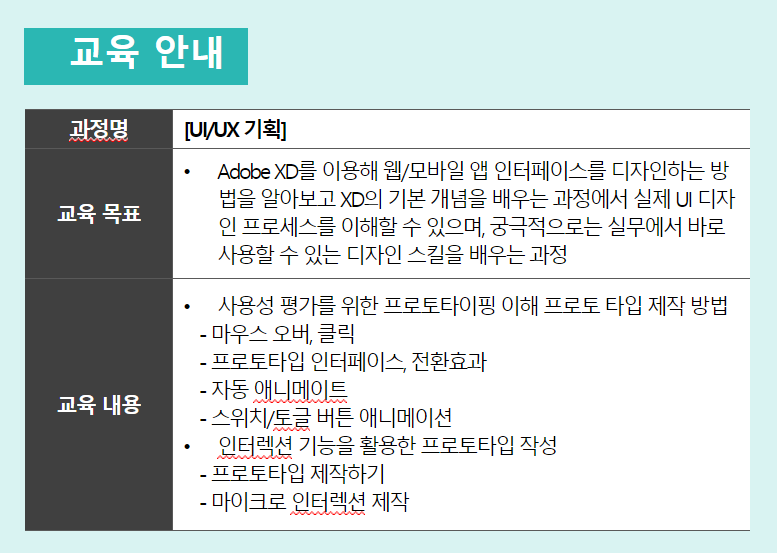 교육 안내
과정명
[UI/UX 기획]
교육 목표
• Adobe XD를 이용해 웹/모바일 앱 인터페이스를 디자인하는 방
법을 알아보고 XD의 기본 개념을 배우는 과정에서 실제 UI 디자
인 프로세스를 이해할 수 있으며, 궁극적으로는 실무에서 바로
사용할 수 있는 디자인 스킬을 배우는 과정
교육 내용
• 사용성 평가를 위한 프로토타이핑 이해 프로토 타입 제작 방법
- 마우스 오버, 클릭
- 프로토타입 인터페이스, 전환효과
- 자동 애니메이트
- 스위치/토글 버튼 애니메이션
• 인터렉션 기능을 활용한 프로토타입 작성
- 프로토타입 제작하기
- 마이크로 인터렉션 제작